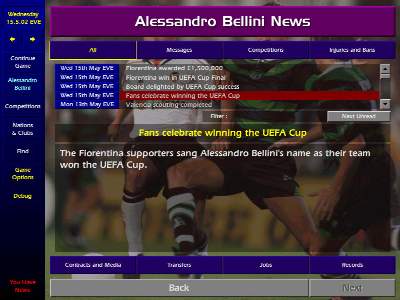 Wednesday
15.5.02 EVE
Alessandro Bellini News
All
Messages
Competitions
Injuries and Bans
Continue
Game
Alessandro
Bellini
Competitions
Nations
& Clubs
Find
Game
Options
Debug
You Have
News
Wed 15th May EVE Fiorentina awarded £1,500,000
Wed 15th May EVE Fiorentina win in UEFA Cup Final
Wed 15th May EVE Board delighted by UEFA Cup success
Wed 15th May EVE Fans celebrate winning the UEFA Cup
Mon 13th May EVE Valencia scouting completed
Filter :
Next Unread
Fans celebrate winning the UEFA Cup
The Fiorentina supporters sang Alessandro Bellini's name as their team
won the UEFA Cup.
Contracts and Media
Transfers
Jobs
Records
Back
Next